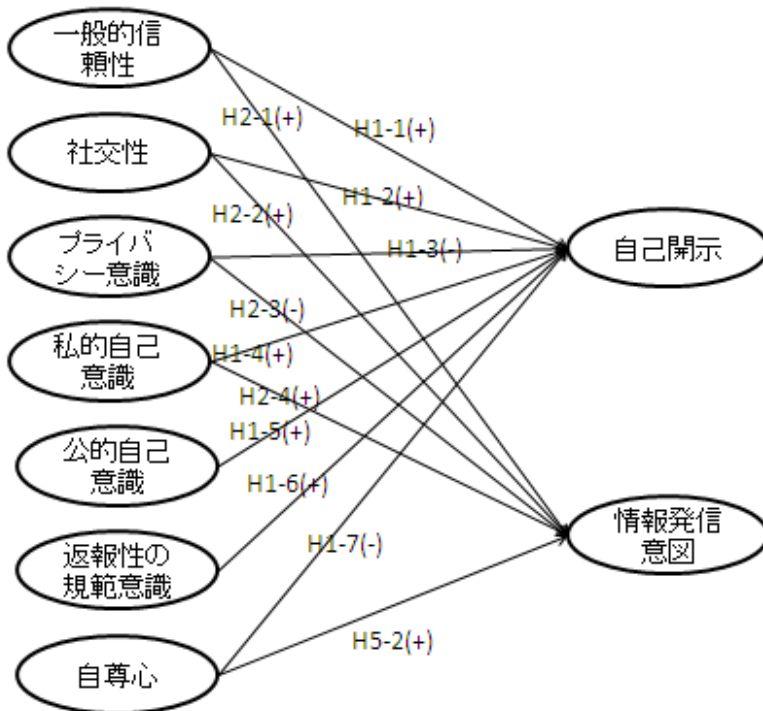 一般的信
頼性
H2-1(+)
H1-1(+)
社交性
H1-2(+)
H2-2(+)
プライバ
シー意識
H1-3(-)
自己開示
H2-3(-)
私的自己
意識
H1-4(+)
H2-4(+)
H1-5(+)
公的自己
意識
H1-6(+)
情報発信
意図
H1-7(-)
返報性の
規範意識
H5-2(+)
自尊心